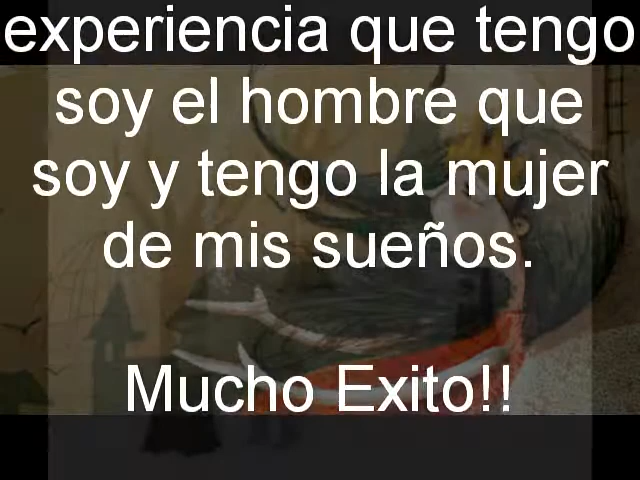 experiencia que tengo
soy el hombre que
soy y tengo la mujer
de mis sueños.
Mucho Exito!!